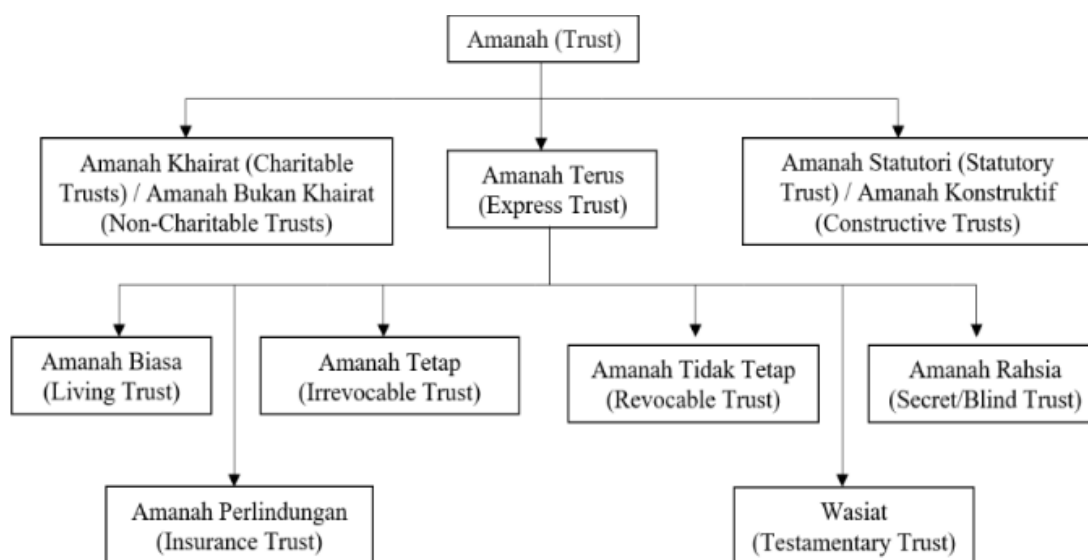 Amanah (Trust)
Amanah Khairat (Charitable
Trusts) / Amanah Bukan Khairat
(Non-Charitable Trusts)
Amanah Terus
(Express Trust)
Amanah Statutori (Statutory
Trust) / Amanah Konstruktif
(Constructive Trusts)
Amanah Biasa
(Living Trust)
Amanah Tetap
(Irrevocable Trust)
Amanah Tidak Tetap
(Revocable Trust)
Amanah Rahsia
(Secret/Blind Trust)
Amanah Perlindungan
(Insurance Trust)
Wasiat
(Testamentary Trust)